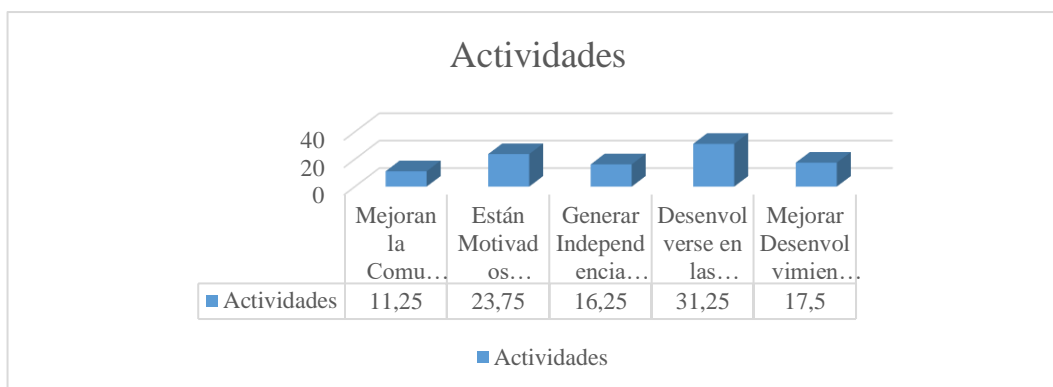 Actividades
40
20
0
Mejoran
la
Comu…
Están
Motivad
os…
Generar
Independ
encia…
Desenvol
verse en
las…
Mejorar
Desenvol
vimien…
Actividades 11,25 23,75 16,25 31,25 17,5
Actividades